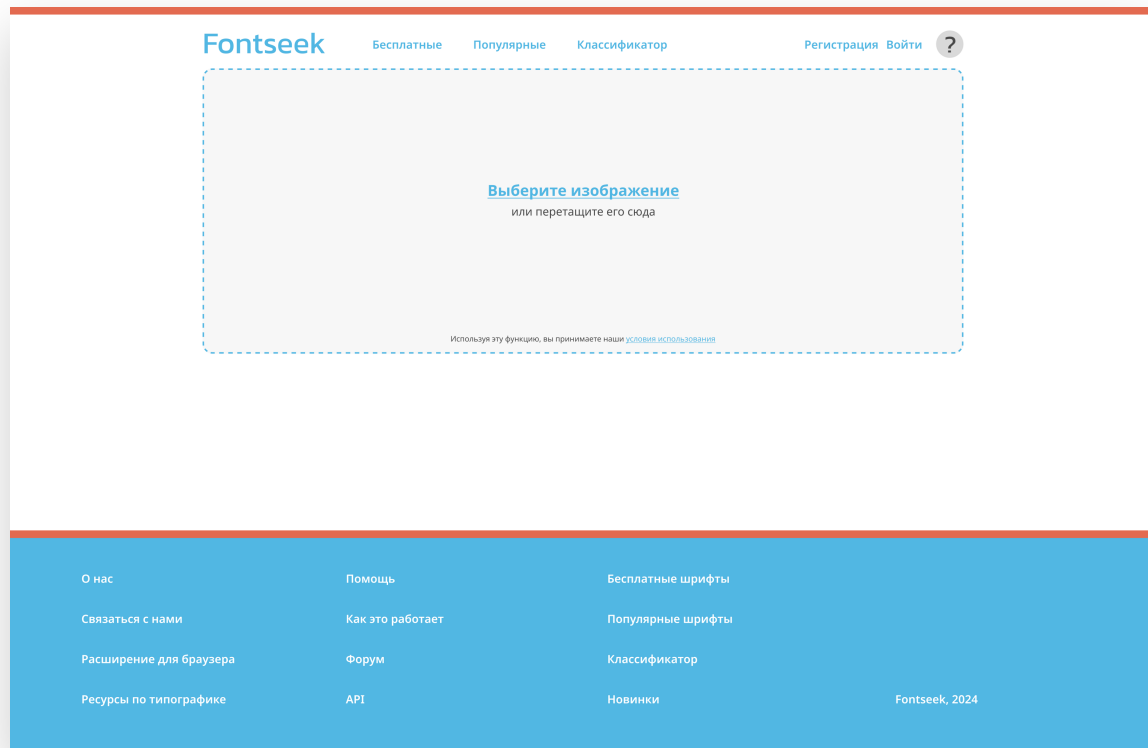 Fontseek
Бесплатные
Популярные
Классификатор
Регистрация
Войти
?
Выберите изображение
или перетащите его сюда
Используя эту функцию, вы принимаете наши условия использования
О нас
Связаться с нами
Расширение для браузера
Ресурсы по типографике
Помощь
Как это работает
Форум
API
Бесплатные шрифты
Популярные шрифты
Классификатор
Новинки
Fontseek, 2024